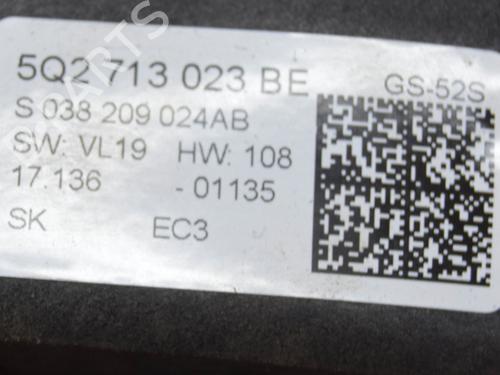 5Q2 713 023 BE
GS-52S
S 038 209 024AB
SW: VL19 HW: 108
17.136 - 01135
SK EC3